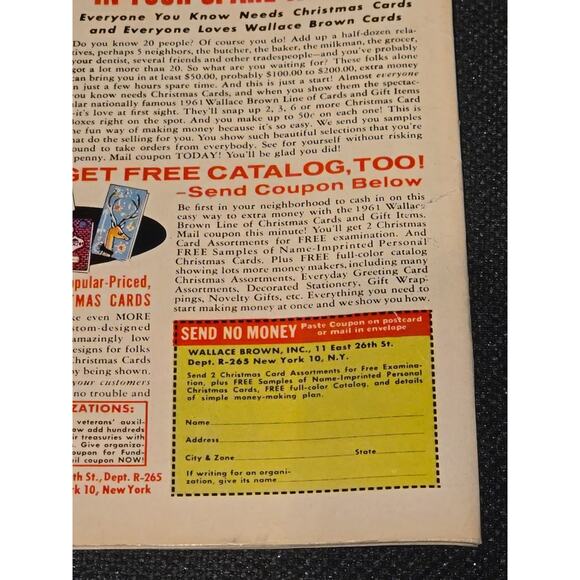 IN YOUR SPARE
Everyone You Know Needs Christmas Cards
and Everyone Loves Wallace Brown Cards
Do you know 20 people? Of course you do! Add up a half-dozen rela-
tives, perhaps 5 neighbors, the butcher, the baker, the milkman, the grocer,
your dentist, several friends and other tradespeople—and you've probably
got a lot more than 20. So what are you waiting for? These folks alone
can bring you in at least $50.00, probably $100.00 to $200.00, extra money
in just a few hours spare time. And this is just a start! Almost everyone
you know needs Christmas Cards, and when you show them the spectac-
ular nationally famous 1961 Wallace Brown Line of Cards and Gift Items
—it's love at first sight. They'll snap up 2, 3, 6 or more Christmas Card
Boxes right on the spot. And you make up to 50c on each one! This is
the fun way of making money because it's so easy. We send you samples
that do the selling for you. You show such beautiful selections that you're
bound to take orders from everybody. See for yourself without risking
penny. Mail coupon TODAY! You'll be glad you did!
GET FREE CATALOG, TOO!
–Send Coupon Below
Be first in your neighborhood to cash in on this
easy way to extra money with the 1961 Wallace
Brown Line of Christmas Cards and Gift Items.
Mail coupon this minute! You'll get 2 Christmas
Card Assortments for FREE examination. And
FREE Samples of Name-Imprinted Personal
Christmas Cards, Plus FREE full-color catalog
showing lots more money makers, including many
Christmas Assortments, Everyday Greeting Card
Assortments, Decorated Stationery, Gift Wrap-
pings, Novelty Gifts, etc. Everything you need to
start making money at once and we show you how.
opular-Priced,
TMAS CARDS
ke even MORE
stom-designed
amazingly low
esigns for folks
Christmas Cards
by being shown.
your customers
no trouble and
ZATIONS:
veterans' auxil-
ow add hundreds
ir treasuries with
. Give organiza-
oupon for Fund-
il coupon NOW!
th St., Dept. R-265
rk 10, New York
SEND NO MONEY Paste Coupon on postcard
or mail in envelope
WALLACE BROWN, INC., 11 East 26th St.
Dept. R-265 New York 10, N.Y.
Send 2 Christmas Card Assortments for Free Examina-
tion, plus FREE Samples of Name-Imprinted Personal
Christmas Cards, FREE full-color Catalog, and details
of simple money-making plan.
Name
Address
City & Zone State
If writing for an organi-
zation, give its name